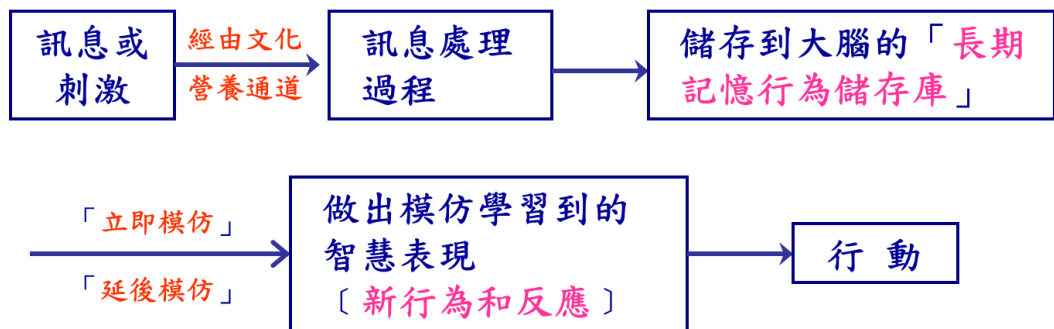 訊息或
刺激
經由文化
營養通道
訊息處理
過程
儲存到大腦的「長期
記憶行為儲存庫」
「立即模仿」
「延後模仿」
做出模仿學習到的
智慧表現
〔新行為和反應〕
行 動